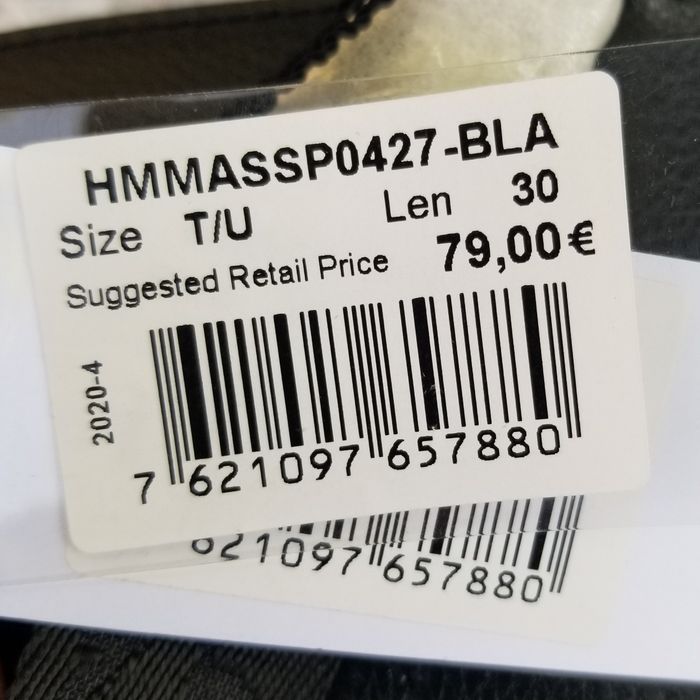 HMMASSP0427-BLA
Size T/U Len 30
Suggested Retail Price 79,00€
2020-4
7 621097 657880
621097 657880